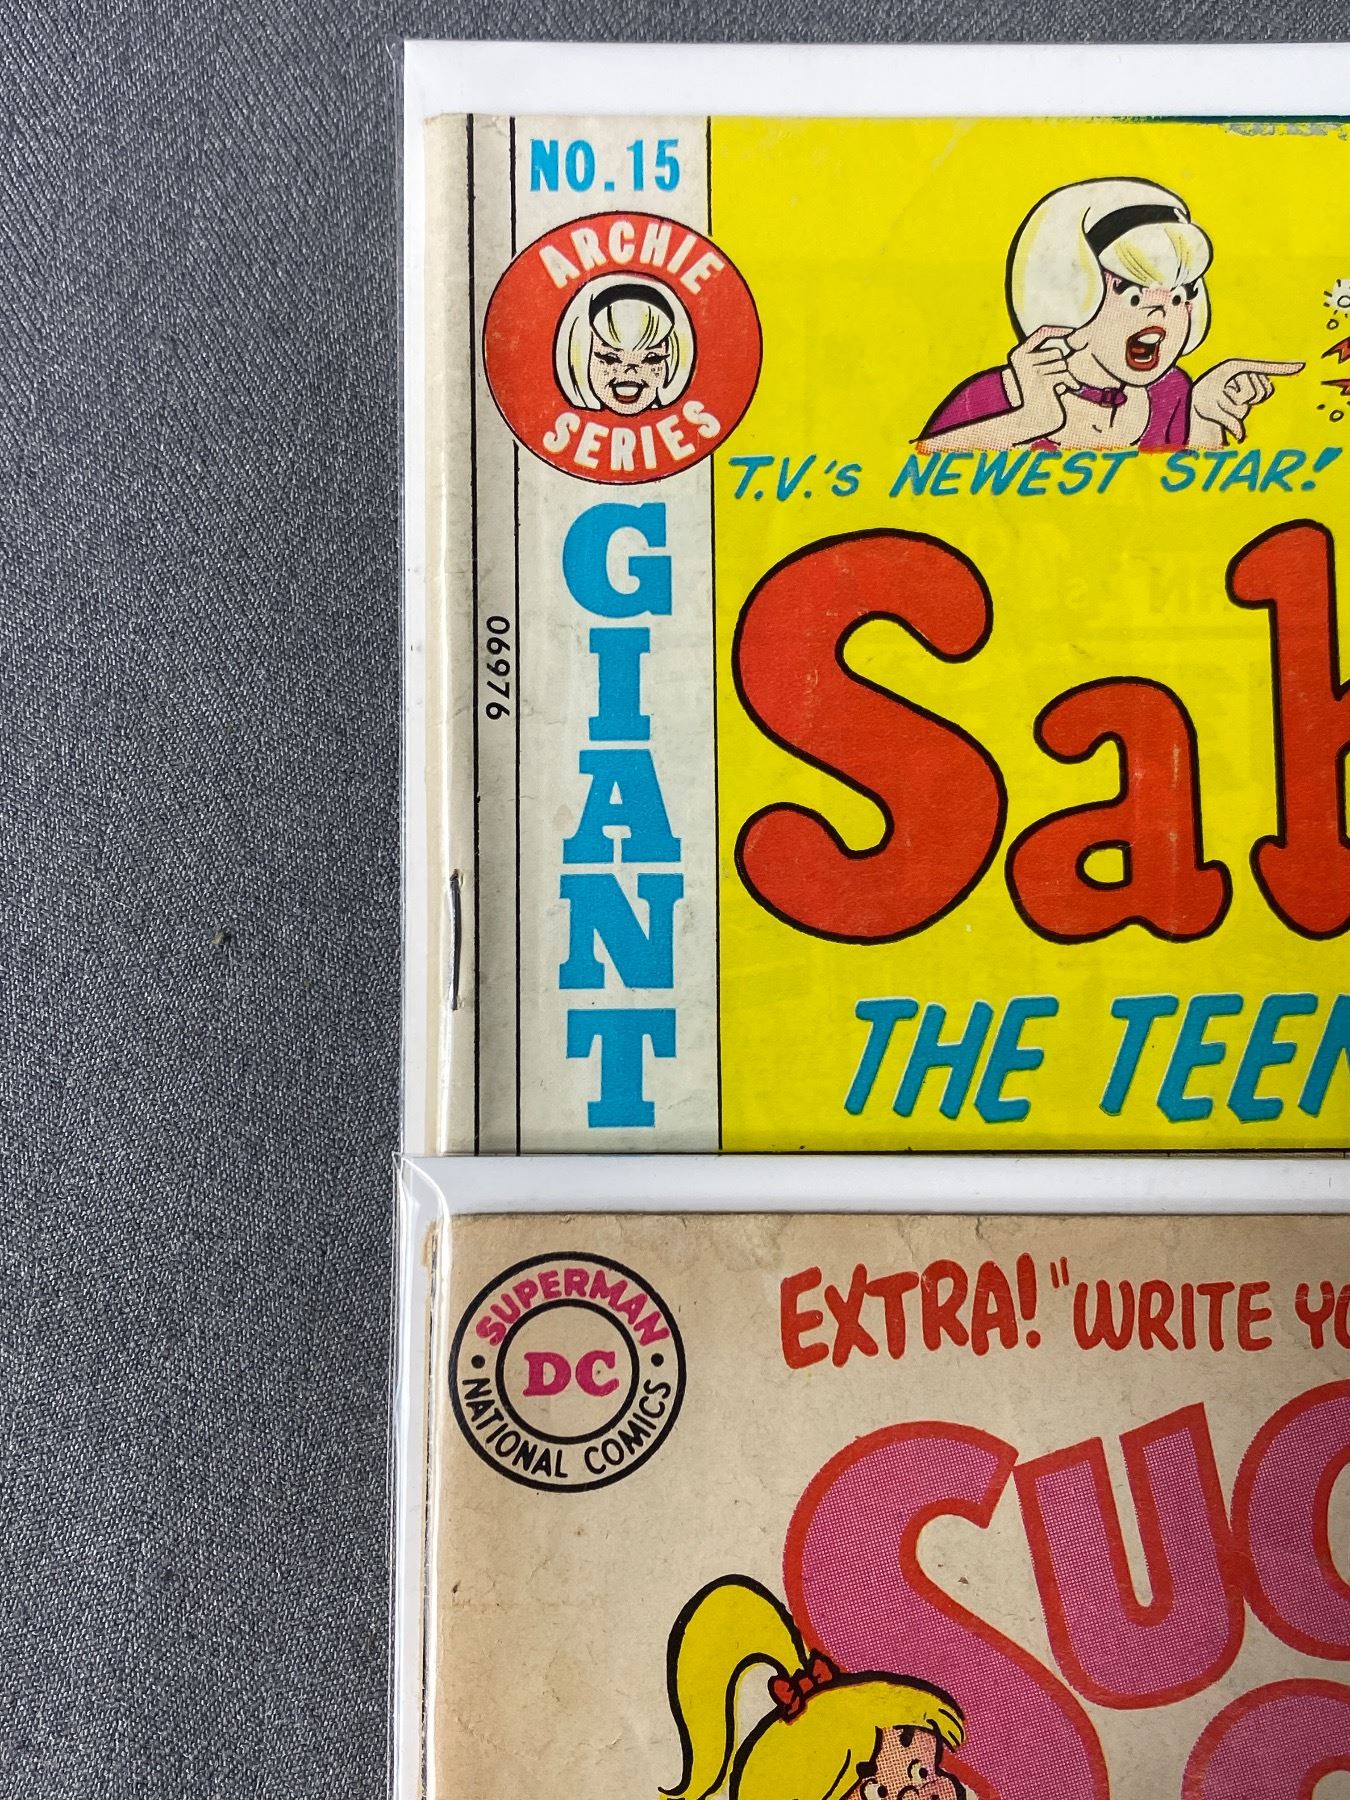 NO. 15
ARCHIE
SERIES
T.V.'s NEWEST STAR!
GIANT
06976
Sab
THE TEEN
SUPERMAN
DC
NATIONAL COMICS
EXTRA! "WRITE YO
SUG